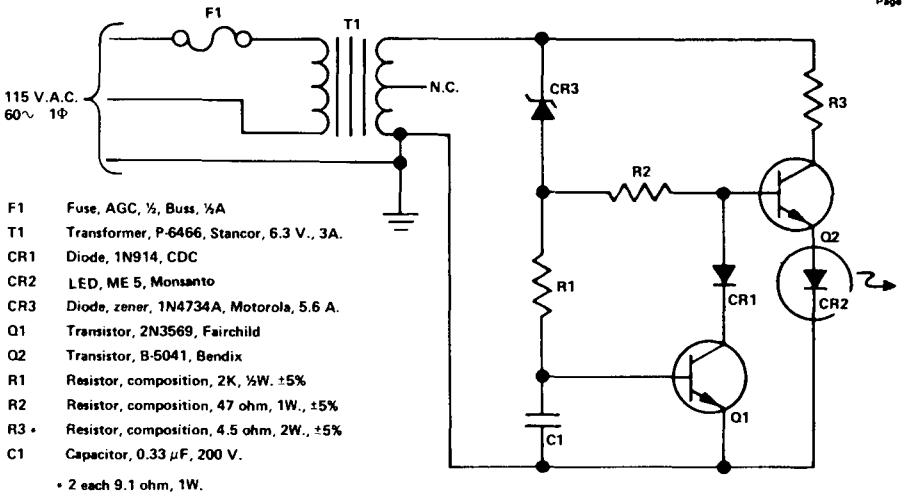 Page
F1
T1
115 V.A.C.
60∿ 1Φ
N.C.
CR3
R3
R2
Q2
R1
CR1
CR2
Q1
C1
F1 Fuse, AGC, ½, Buss, ½A
T1 Transformer, P-6466, Stancor, 6.3 V., 3A.
CR1 Diode, 1N914, CDC
CR2 LED, ME 5, Monsanto
CR3 Diode, zener, 1N4734A, Motorola, 5.6 A.
Q1 Transistor, 2N3569, Fairchild
Q2 Transistor, B-5041, Bendix
R1 Resistor, composition, 2K, ½W. ±5%
R2 Resistor, composition, 47 ohm, 1W., ±5%
R3 • Resistor, composition, 4.5 ohm, 2W., ±5%
C1 Capacitor, 0.33 µF, 200 V.
• 2 each 9.1 ohm, 1W.